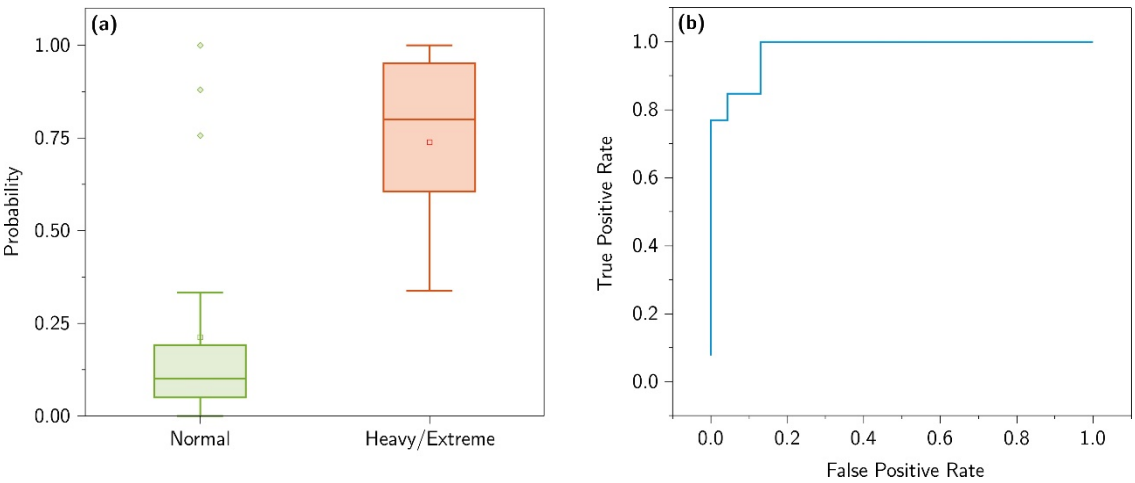 (a)
1.00
0.75
0.50
0.25
0.00
Probability
Normal
Heavy/Extreme
(b)
1.0
0.8
0.6
0.4
0.2
0.0
True Positive Rate
0.0 0.2 0.4 0.6 0.8 1.0
False Positive Rate